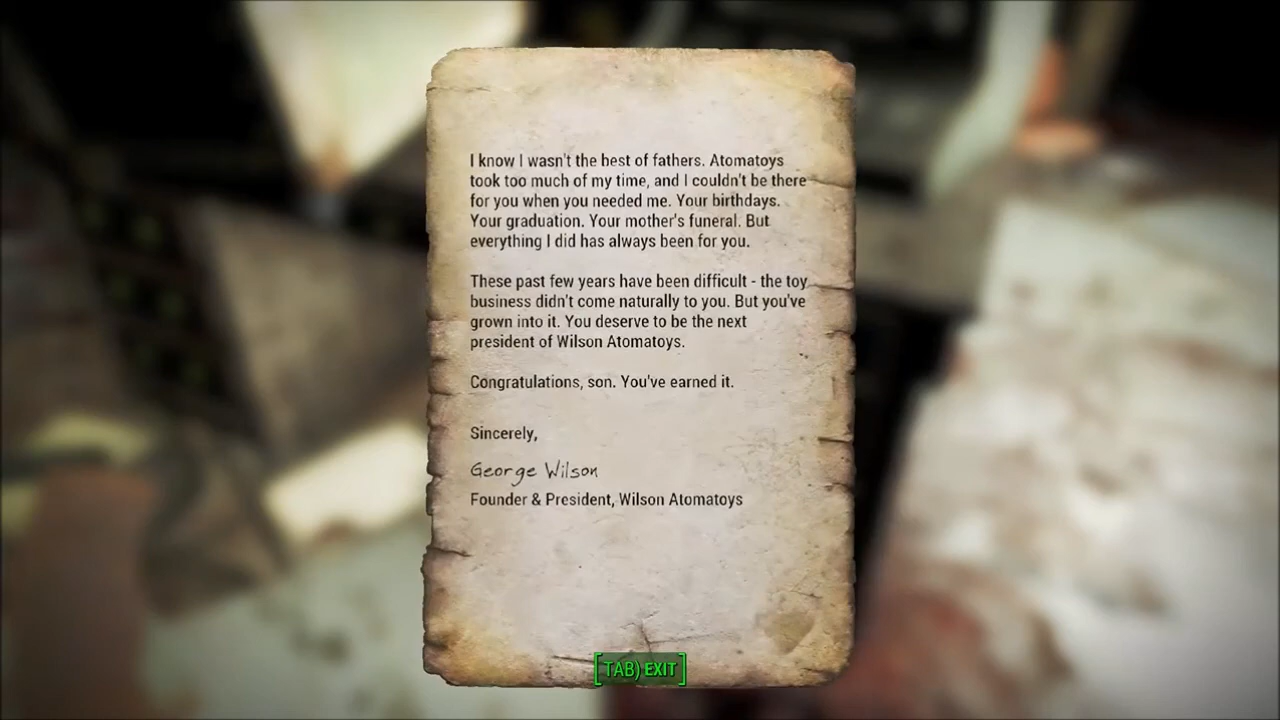 I know I wasn't the best of fathers. Atomatoys
took too much of my time, and I couldn't be there
for you when you needed me. Your birthdays.
Your graduation. Your mother's funeral. But
everything I did has always been for you.
These past few years have been difficult - the toy
business didn't come naturally to you. But you've
grown into it. You deserve to be the next
president of Wilson Atomatoys.
Congratulations, son. You've earned it.
Sincerely,
George Wilson
Founder & President, Wilson Atomatoys
[TAB) EXIT]